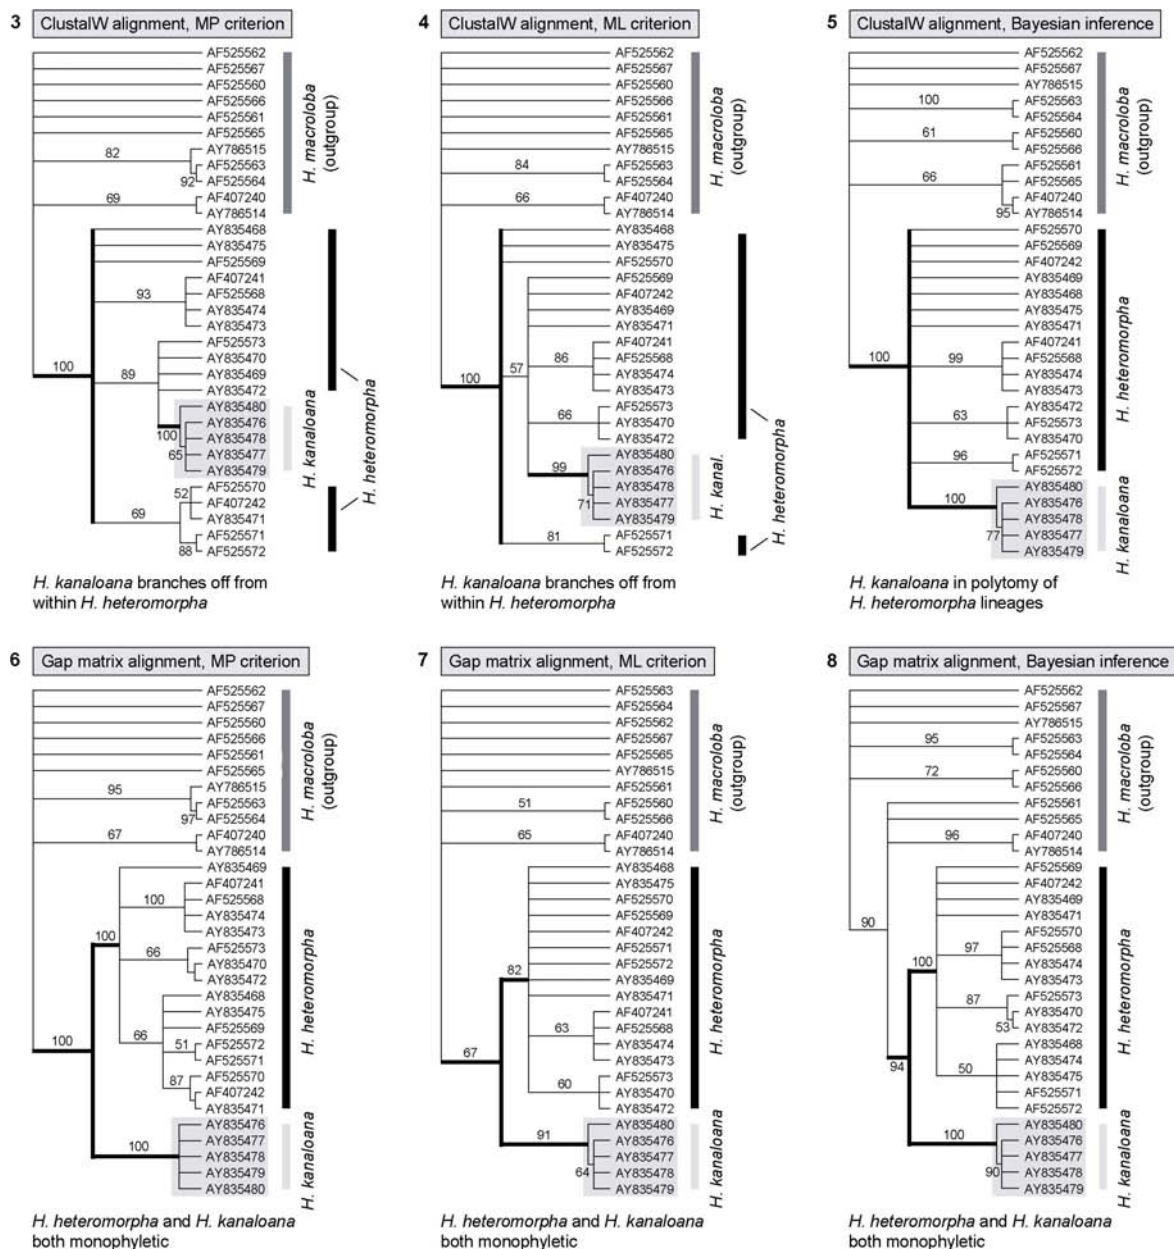 3 ClustalW alignment, MP criterion
AF525562
AF525567
AF525560
AF525566
AF525561
AF525565
82
AY786515
AF525563
92
AF525564
69
AF407240
AY786514
H. macroloba
(outgroup)
AY835468
AY835475
AF525569
93
AF407241
AF525568
AY835474
AY835473
100
89
AF525573
AY835470
AY835469
AY835472
100
65
AY835480
AY835476
AY835478
AY835477
AY835479
H. kanaloana
H. heteromorpha
69
52
AF525570
AF407242
AY835471
88
AF525571
AF525572
H. kanaloana branches off from
within H. heteromorpha
4 ClustalW alignment, ML criterion
AF525562
AF525567
AF525560
AF525566
AF525561
AF525565
AY786515
84
AF525563
AF525564
66
AF407240
AY786514
H. macroloba
(outgroup)
AY835468
AY835475
AF525570
AF525569
AF407242
AY835469
AY835471
100
57
86
AF407241
AF525568
AY835474
AY835473
66
AF525573
AY835470
AY835472
99
71
AY835480
AY835476
AY835478
AY835477
AY835479
H. kanal.
H. heteromorpha
81
AF525571
AF525572
H. kanaloana branches off from
within H. heteromorpha
5 ClustalW alignment, Bayesian inference
AF525562
AF525567
AY786515
100
AF525563
AF525564
61
AF525560
AF525566
66
AF525561
AF525565
95
AF407240
AY786514
H. macroloba
(outgroup)
AF525570
AF525569
AF407242
AY835469
AY835468
AY835475
AY835471
100
99
AF407241
AF525568
AY835474
AY835473
63
AY835472
AF525573
AY835470
96
AF525571
AF525572
H. heteromorpha
100
77
AY835480
AY835476
AY835478
AY835477
AY835479
H. kanaloana
H. kanaloana in polytomy of
H. heteromorpha lineages
6 Gap matrix alignment, MP criterion
AF525562
AF525567
AF525560
AF525566
AF525561
AF525565
95
AY786515
AF525563
97
AF525564
67
AF407240
AY786514
H. macroloba
(outgroup)
100
100
AY835469
100
AF407241
AF525568
AY835474
AY835473
66
AF525573
AY835470
AY835472
66
AY835468
AY835475
AF525569
51
AF525572
AF525571
87
AF525570
AF407242
AY835471
H. heteromorpha
100
AY835476
AY835477
AY835478
AY835479
AY835480
H. kanaloana
H. heteromorpha and H. kanaloana
both monophyletic
7 Gap matrix alignment, ML criterion
AF525563
AF525564
AF525562
AF525567
AF525565
AY786515
AF525561
51
AF525560
AF525566
65
AF407240
AY786514
H. macroloba
(outgroup)
67
82
AY835468
AY835475
AF525570
AF525569
AF407242
AF525571
AF525572
AY835469
AY835471
63
AF407241
AF525568
AY835474
AY835473
60
AF525573
AY835470
AY835472
H. heteromorpha
91
64
AY835480
AY835476
AY835477
AY835478
AY835479
H. kanaloana
H. heteromorpha and H. kanaloana
both monophyletic
8 Gap matrix alignment, Bayesian inference
AF525562
AF525567
AY786515
95
AF525563
AF525564
72
AF525560
AF525566
90
AF525561
AF525565
96
AF407240
AY786514
H. macroloba
(outgroup)
94
100
AF525569
AF407242
AY835469
AY835471
97
AF525570
AF525568
AY835474
AY835473
87
AF525573
53
AY835470
AY835472
50
AY835468
AY835474
AY835475
AF525571
AF525572
H. heteromorpha
100
90
AY835480
AY835476
AY835477
AY835478
AY835479
H. kanaloana
H. heteromorpha and H. kanaloana
both monophyletic